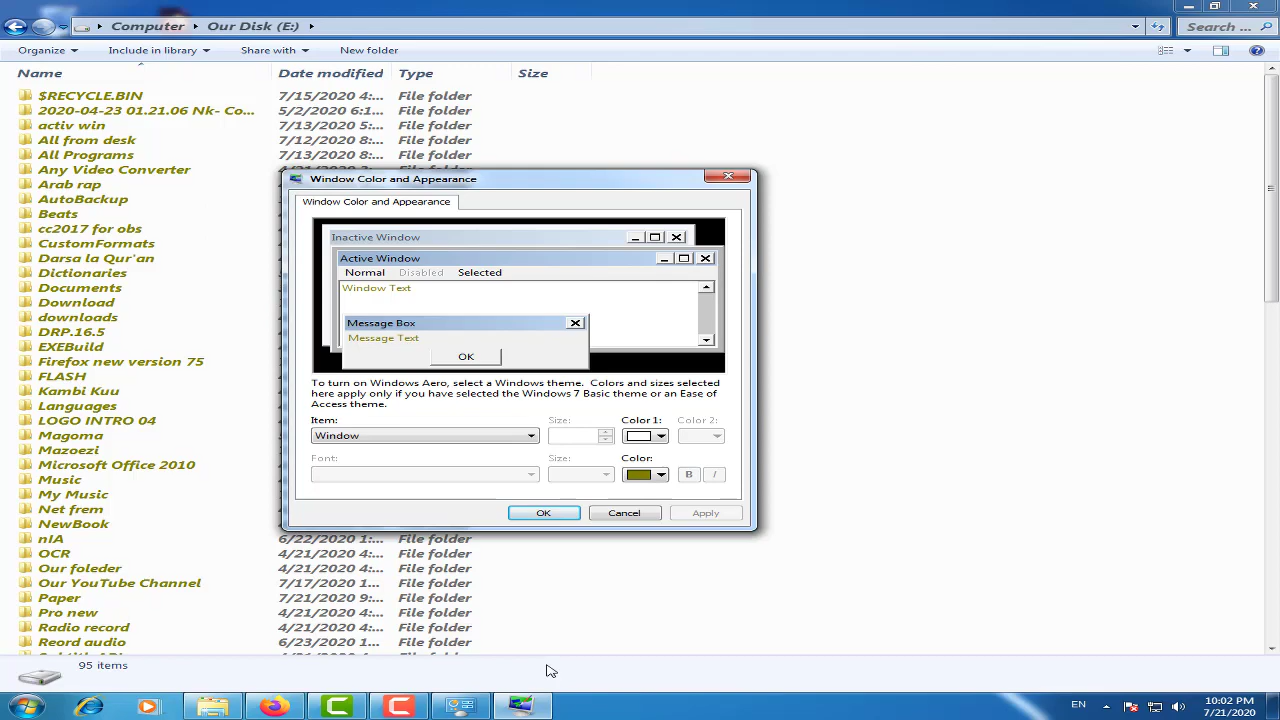 Computer Our Disk (E:) Search ...
Organize Include in library Share with New folder
Name Date modified Type Size
$RECYCLE.BIN 7/15/2020 4:... File folder
2020-04-23 01.21.06 Nk- Co... 5/2/2020 6:1... File folder
activ win 7/13/2020 5:... File folder
All from desk 7/12/2020 8:... File folder
All Programs 7/13/2020 8:... File folder
Any Video Converter
Arab rap
AutoBackup
Beats
cc2017 for obs
CustomFormats
Darsa la Qur'an
Dictionaries
Documents
Download
downloads
DRP.16.5
EXEBuild
Firefox new version 75
FLASH
Kambi Kuu
Languages
LOGO INTRO 04
Magoma
Mazoezi
Microsoft Office 2010
Music
My Music
Net frem
NewBook
nIA 6/22/2020 1... File folder
OCR 4/21/2020 4:... File folder
Our foleder 4/21/2020 4:... File folder
Our YouTube Channel 7/17/2020 1... File folder
Paper 7/21/2020 9:... File folder
Pro new 4/21/2020 4:... File folder
Radio record 4/21/2020 4:... File folder
Reord audio 6/23/2020 1... File folder
Window Color and Appearance
Window Color and Appearance
Inactive Window
Active Window
Normal Disabled Selected
Window Text
Message Box
Message Text
OK
To turn on Windows Aero, select a Windows theme. Colors and sizes selected
here apply only if you have selected the Windows 7 Basic theme or an Ease of
Access theme.
Item: Size: Color 1: Color 2:
Window
Font: Size: Color:
B I
OK Cancel Apply
95 items
EN 10:02 PM
7/21/2020